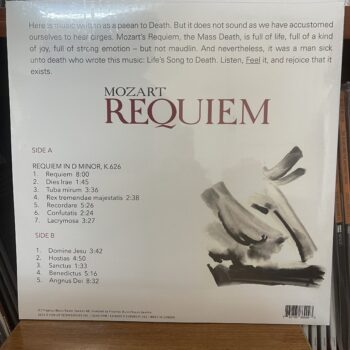 Here is music written as a paean to Death. But it does not sound as we have accustomed
ourselves to hear dirges. Mozart's Requiem, the Mass Death, is full of life, full of a kind
of joy, full of strong emotion – but not maudlin. And nevertheless, it was a man sick
unto death who wrote this music: Life's Song to Death. Listen, Feel it, and rejoice that it
exists.
MOZART
REQUIEM
SIDE A
REQUIEM IN D MINOR, K.626
1. Requiem 8:00
2. Dies Irae 1:45
3. Tuba mirum 3:36
4. Rex tremendae majestatis 2:38
5. Recordare 5:26
6. Confutatis 2:24
7. Lacrymosa 3:27
SIDE B
1. Domine Jesu 3:42
2. Hostias 4:50
3. Sanctus 1:33
4. Benedictus 5:16
5. Angnus Dei 8:32